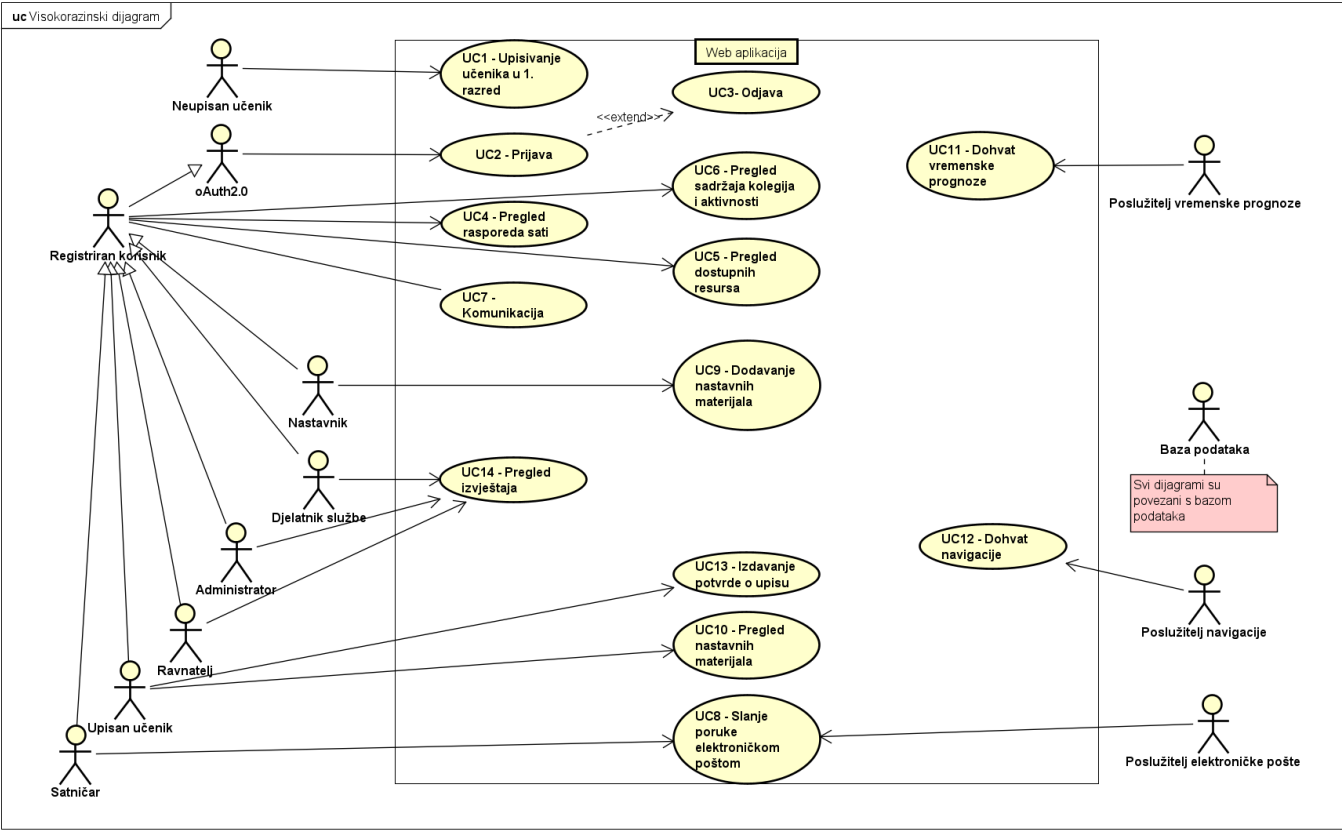 uc Visokorazinski dijagram
Web aplikacija
Neupisan učenik
UC1 - Upisivanje
učenika u 1.
razred
UC3- Odjava
<<extend>>
oAuth2.0
UC2 - Prijava
UC11 - Dohvat
vremenske
prognoze
Poslužitelj vremenske prognoze
Registriran korisnik
UC6 - Pregled
sadržaja kolegija
i aktivnosti
UC4 - Pregled
rasporeda sati
UC5 - Pregled
dostupnih
resursa
UC7 -
Komunikacija
Nastavnik
UC9 - Dodavanje
nastavnih
materijala
Baza podataka
Svi dijagrami su
povezani s bazom
podataka
Djelatnik službe
UC14 - Pregled
izvještaja
Administrator
UC12 - Dohvat
navigacije
Poslužitelj navigacije
UC13 - Izdavanje
potvrde o upisu
Ravnatelj
UC10 - Pregled
nastavnih
materijala
Upisan učenik
UC8 - Slanje
poruke
elektroničkom
poštom
Poslužitelj elektroničke pošte
Satničar